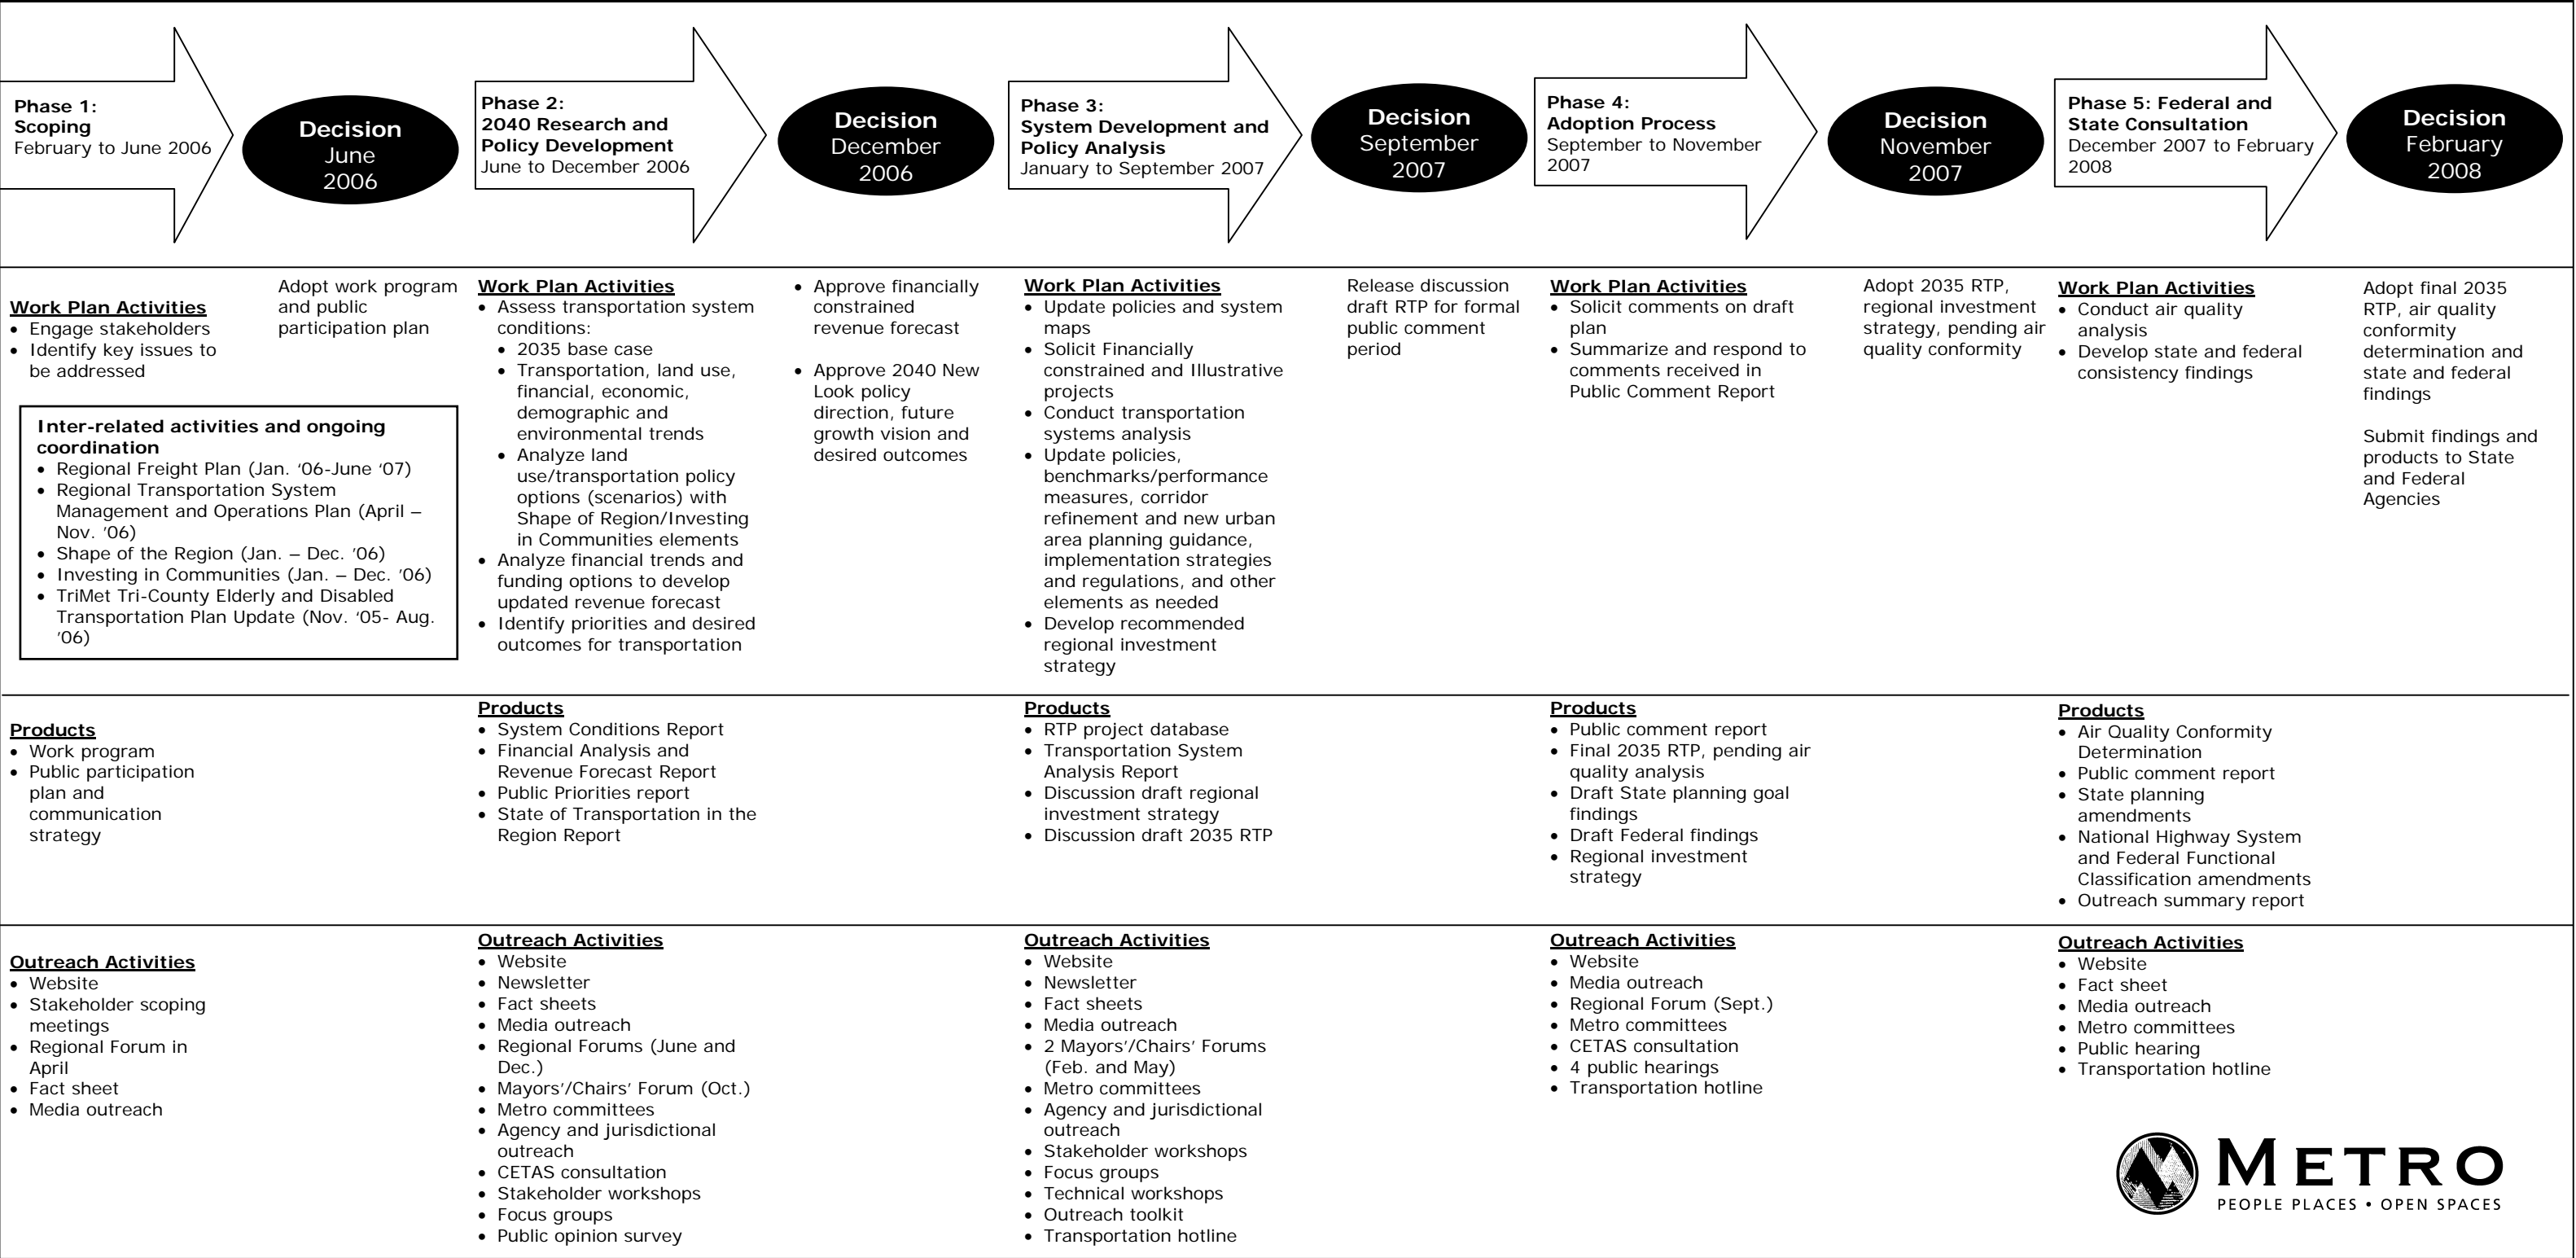 Phase 1:
Scoping
February to June 2006
Decision
June
2006
Phase 2:
2040 Research and
Policy Development
June to December 2006
Decision
December
2006
Phase 3:
System Development and
Policy Analysis
January to September 2007
Decision
September
2007
Phase 4:
Adoption Process
September to November
2007
Decision
November
2007
Phase 5: Federal and
State Consultation
December 2007 to February
2008
Decision
February
2008
Work Plan Activities
• Engage stakeholders
• Identify key issues to
be addressed
Adopt work program
and public
participation plan
Inter-related activities and ongoing
coordination
• Regional Freight Plan (Jan. ‘06-June ‘07)
• Regional Transportation System
Management and Operations Plan (April –
Nov. ‘06)
• Shape of the Region (Jan. – Dec. ‘06)
• Investing in Communities (Jan. – Dec. ‘06)
• TriMet Tri-County Elderly and Disabled
Transportation Plan Update (Nov. ‘05- Aug.
‘06)
Work Plan Activities
• Assess transportation system
conditions:
• 2035 base case
• Transportation, land use,
financial, economic,
demographic and
environmental trends
• Analyze land
use/transportation policy
options (scenarios) with
Shape of Region/Investing
in Communities elements
• Analyze financial trends and
funding options to develop
updated revenue forecast
• Identify priorities and desired
outcomes for transportation
• Approve financially
constrained
revenue forecast
• Approve 2040 New
Look policy
direction, future
growth vision and
desired outcomes
Work Plan Activities
• Update policies and system
maps
• Solicit Financially
constrained and Illustrative
projects
• Conduct transportation
systems analysis
• Update policies,
benchmarks/performance
measures, corridor
refinement and new urban
area planning guidance,
implementation strategies
and regulations, and other
elements as needed
• Develop recommended
regional investment
strategy
Release discussion
draft RTP for formal
public comment
period
Work Plan Activities
• Solicit comments on draft
plan
• Summarize and respond to
comments received in
Public Comment Report
Adopt 2035 RTP,
regional investment
strategy, pending air
quality conformity
Work Plan Activities
• Conduct air quality
analysis
• Develop state and federal
consistency findings
Adopt final 2035
RTP, air quality
conformity
determination and
state and federal
findings
Submit findings and
products to State
and Federal
Agencies
Products
• Work program
• Public participation
plan and
communication
strategy
Products
• System Conditions Report
• Financial Analysis and
Revenue Forecast Report
• Public Priorities report
• State of Transportation in the
Region Report
Products
• RTP project database
• Transportation System
Analysis Report
• Discussion draft regional
investment strategy
• Discussion draft 2035 RTP
Products
• Public comment report
• Final 2035 RTP, pending air
quality analysis
• Draft State planning goal
findings
• Draft Federal findings
• Regional investment
strategy
Products
• Air Quality Conformity
Determination
• Public comment report
• State planning
amendments
• National Highway System
and Federal Functional
Classification amendments
• Outreach summary report
Outreach Activities
• Website
• Stakeholder scoping
meetings
• Regional Forum in
April
• Fact sheet
• Media outreach
Outreach Activities
• Website
• Newsletter
• Fact sheets
• Media outreach
• Regional Forums (June and
Dec.)
• Mayors’/Chairs’ Forum (Oct.)
• Metro committees
• Agency and jurisdictional
outreach
• CETAS consultation
• Stakeholder workshops
• Focus groups
• Public opinion survey
Outreach Activities
• Website
• Newsletter
• Fact sheets
• Media outreach
• 2 Mayors’/Chairs’ Forums
(Feb. and May)
• Metro committees
• Agency and jurisdictional
outreach
• Stakeholder workshops
• Focus groups
• Technical workshops
• Outreach toolkit
• Transportation hotline
Outreach Activities
• Website
• Media outreach
• Regional Forum (Sept.)
• Metro committees
• CETAS consultation
• 4 public hearings
• Transportation hotline
Outreach Activities
• Website
• Fact sheet
• Media outreach
• Metro committees
• Public hearing
• Transportation hotline
METRO
PEOPLE PLACES • OPEN SPACES